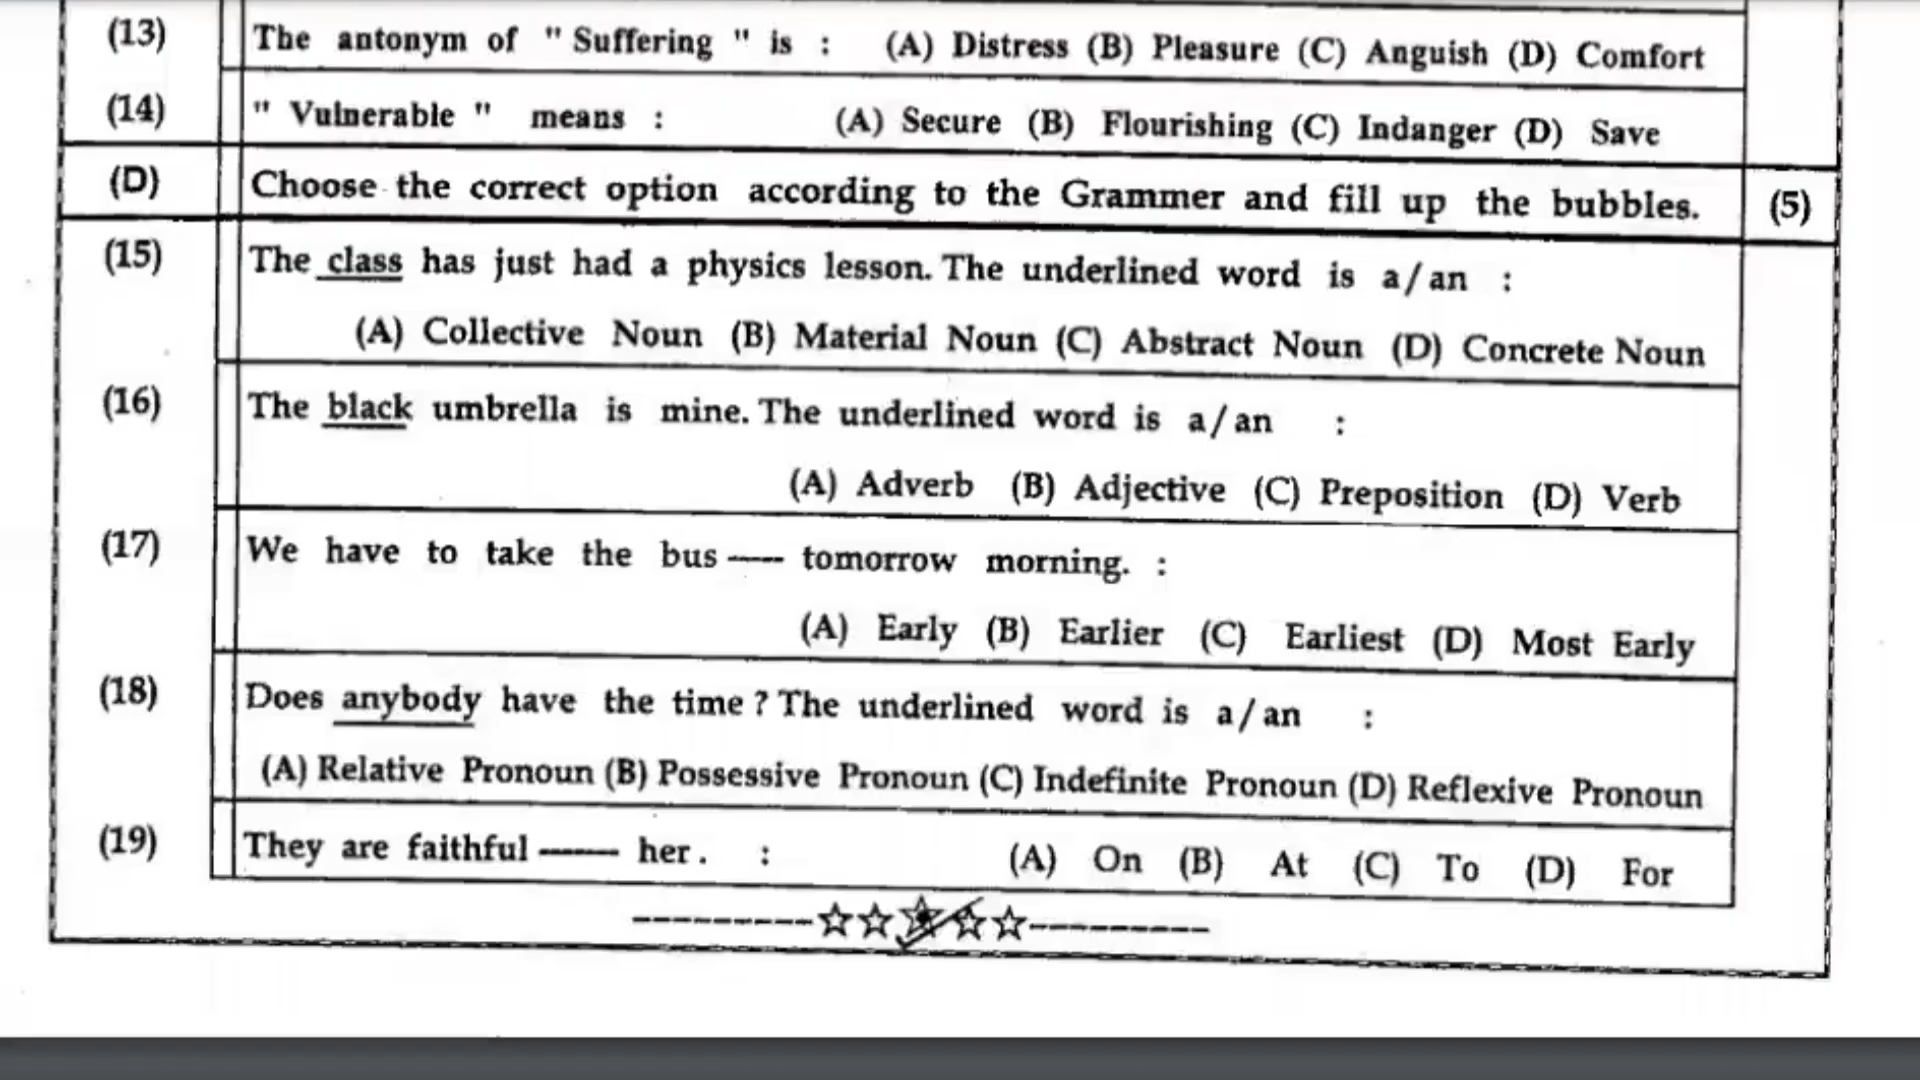 (13) The antonym of " Suffering " is : (A) Distress (B) Pleasure (C) Anguish (D) Comfort
(14) " Vulnerable " means : (A) Secure (B) Flourishing (C) Indanger (D) Save
(D) Choose the correct option according to the Grammer and fill up the bubbles. (5)
(15) The class has just had a physics lesson. The underlined word is a/an :
(A) Collective Noun (B) Material Noun (C) Abstract Noun (D) Concrete Noun
(16) The black umbrella is mine. The underlined word is a/an :
(A) Adverb (B) Adjective (C) Preposition (D) Verb
(17) We have to take the bus ---- tomorrow morning. :
(A) Early (B) Earlier (C) Earliest (D) Most Early
(18) Does anybody have the time ? The underlined word is a/an :
(A) Relative Pronoun (B) Possessive Pronoun (C) Indefinite Pronoun (D) Reflexive Pronoun
(19) They are faithful ------ her. : (A) On (B) At (C) To (D) For